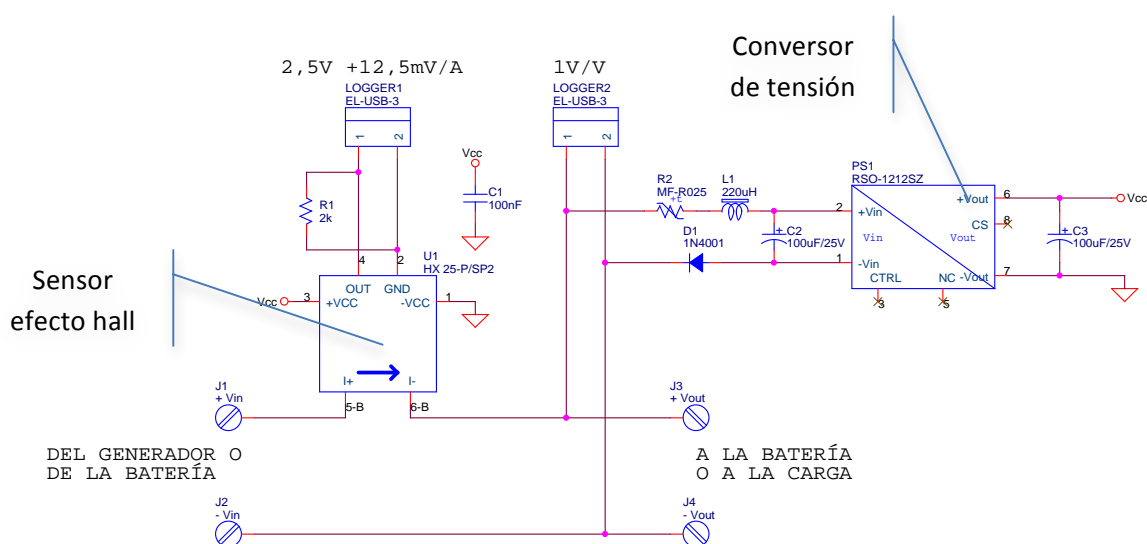 Conversor
de tensión
2,5V +12,5mV/A
LOGGER1
EL-USB-3
1 2
1V/V
LOGGER2
EL-USB-3
1 2
Vcc
C1
100nF
R1
2k
R2
MF-R025
+t
L1
220uH
D1
1N4001
C2
100uF/25V
PS1
RSO-1212SZ
2 +Vin
1 -Vin
Vin
Vout
+Vout 6
CS 8
-Vout 7
CTRL
3
NC
5
Vcc
C3
100uF/25V
Sensor
efecto hall
U1
HX 25-P/SP2
4 2
OUT GND
Vcc 3 +VCC
-VCC 1
I+ I-
5-B 6-B
J1
+ Vin
J3
+ Vout
DEL GENERADOR O
DE LA BATERÍA
A LA BATERÍA
O A LA CARGA
J2
- Vin
J4
- Vout